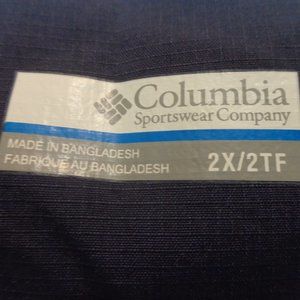 Columbia
Sportswear Company
MADE IN BANGLADESH
FABRIQUÉ AU BANGLADESH
2X/2TF